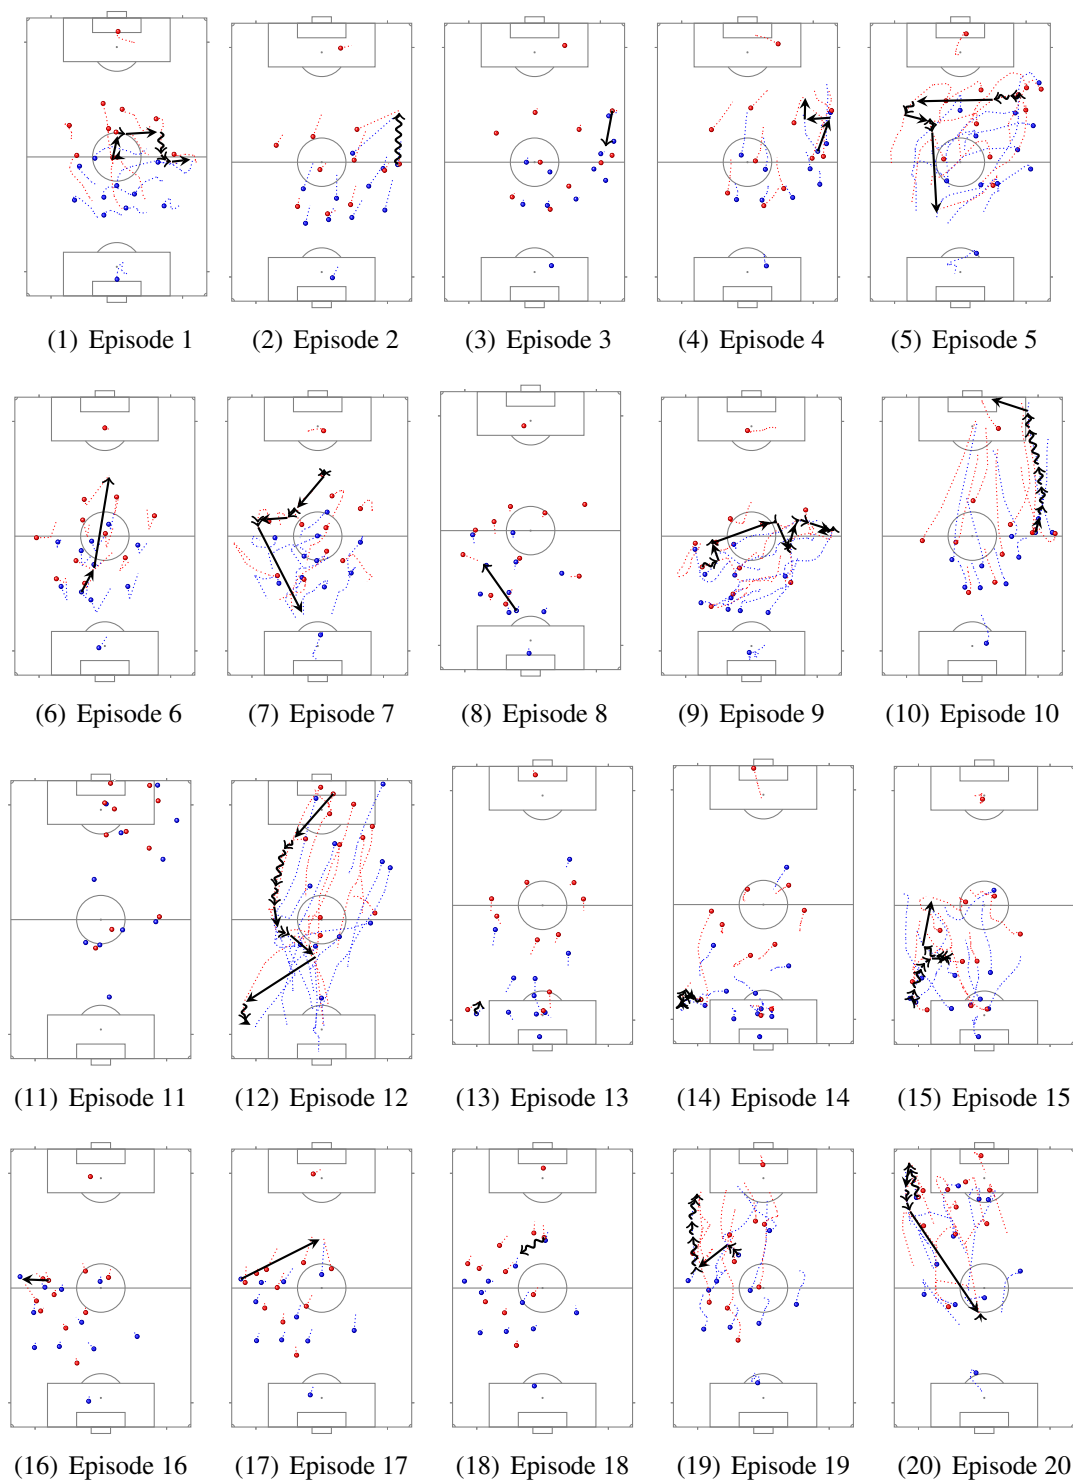 (1) Episode 1 (2) Episode 2 (3) Episode 3 (4) Episode 4 (5) Episode 5
(6) Episode 6 (7) Episode 7 (8) Episode 8 (9) Episode 9 (10) Episode 10
(11) Episode 11 (12) Episode 12 (13) Episode 13 (14) Episode 14 (15) Episode 15
(16) Episode 16 (17) Episode 17 (18) Episode 18 (19) Episode 19 (20) Episode 20